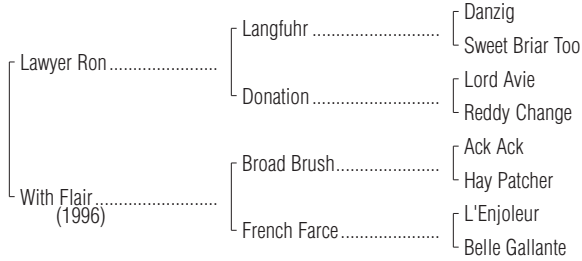 Danzig
Langfuhr ..............................
Sweet Briar Too
Lawyer Ron .........................
Lord Avie
Donation ..............................
Reddy Change
Ack Ack
Broad Brush........................
Hay Patcher
With Flair............................
(1996)
L'Enjoleur
French Farce.......................
Belle Gallante